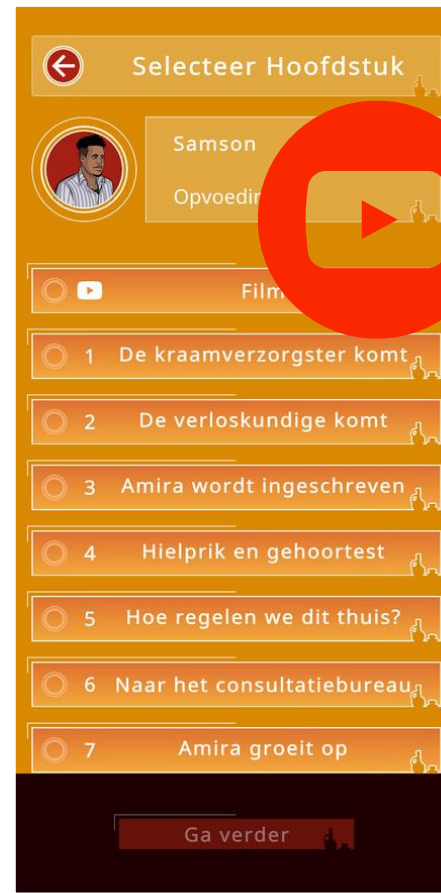 Selecteer Hoofdstuk
Samson
Film
1 De kraamverzorgster komt
2 De verloskundige komt
3 Amira wordt ingeschreven
4 Hielprik en gehoortest
5 Hoe regelen we dit thuis?
6 Naar het consultatiebureau
7 Amira groeit op
Ga verder